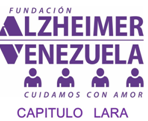 FUNDACIÓN
ALZHEIMER
VENEZUELA
CUIDAMOS CON AMOR
CAPITULO LARA